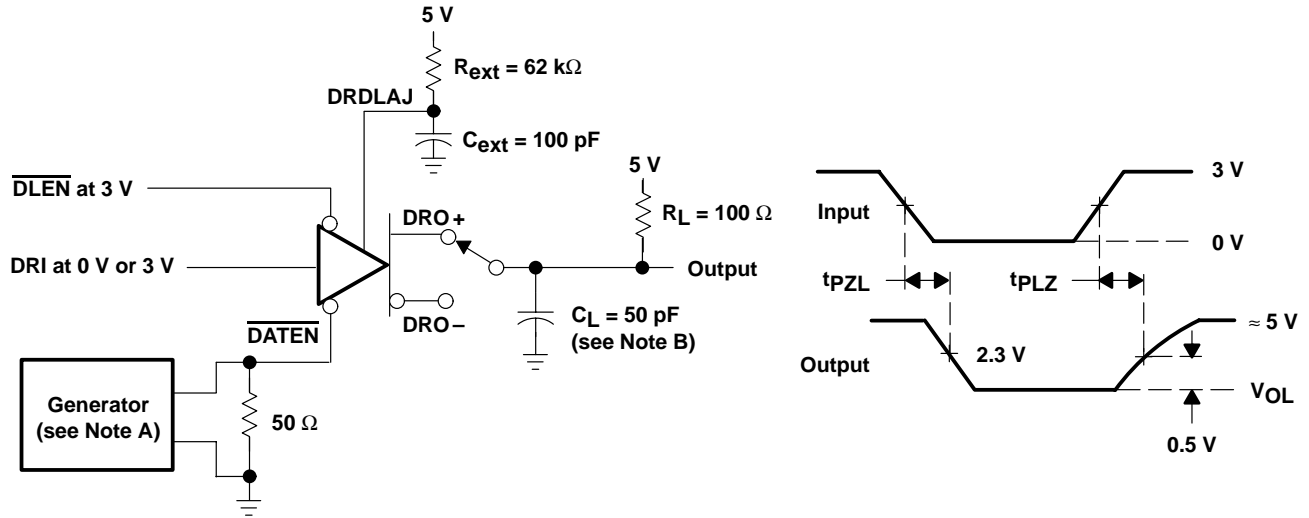 5 V
Rext = 62 kΩ
DRDLAJ
Cext = 100 pF
DLEN at 3 V
5 V
RL = 100 Ω
DRO+
DRI at 0 V or 3 V
Output
DRO−
CL = 50 pF
(see Note B)
DATEN
Generator
(see Note A)
50 Ω
3 V
Input
0 V
tPZL
tPLZ
≈ 5 V
2.3 V
Output
VOL
0.5 V